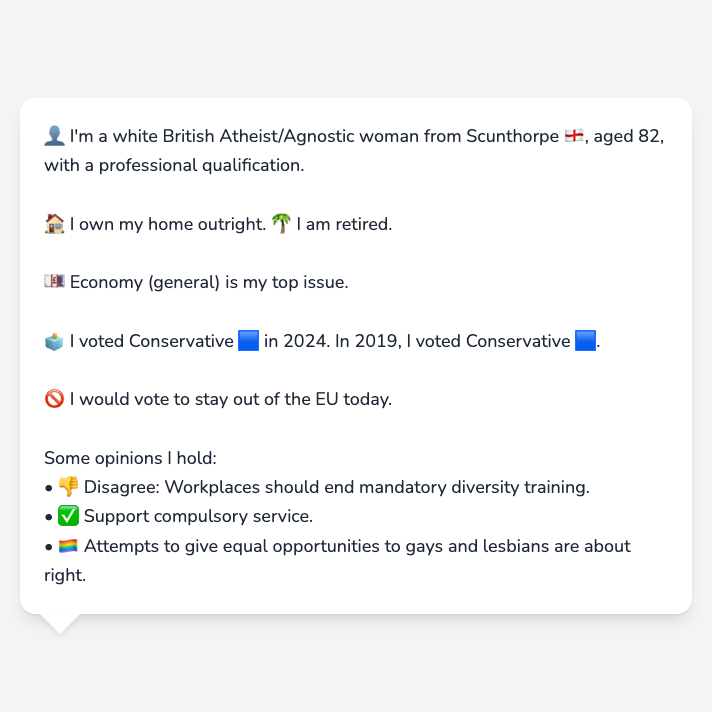 👤 I'm a white British Atheist/Agnostic woman from Scunthorpe 🏴󠁧󠁢󠁥󠁮󠁧󠁿, aged 82,
with a professional qualification.
🏠 I own my home outright. 🌴 I am retired.
💷 Economy (general) is my top issue.
🗳️ I voted Conservative 🟦 in 2024. In 2019, I voted Conservative 🟦.
🚫 I would vote to stay out of the EU today.
Some opinions I hold:
• 👎 Disagree: Workplaces should end mandatory diversity training.
• ✅ Support compulsory service.
• 🏳️‍🌈 Attempts to give equal opportunities to gays and lesbians are about
right.